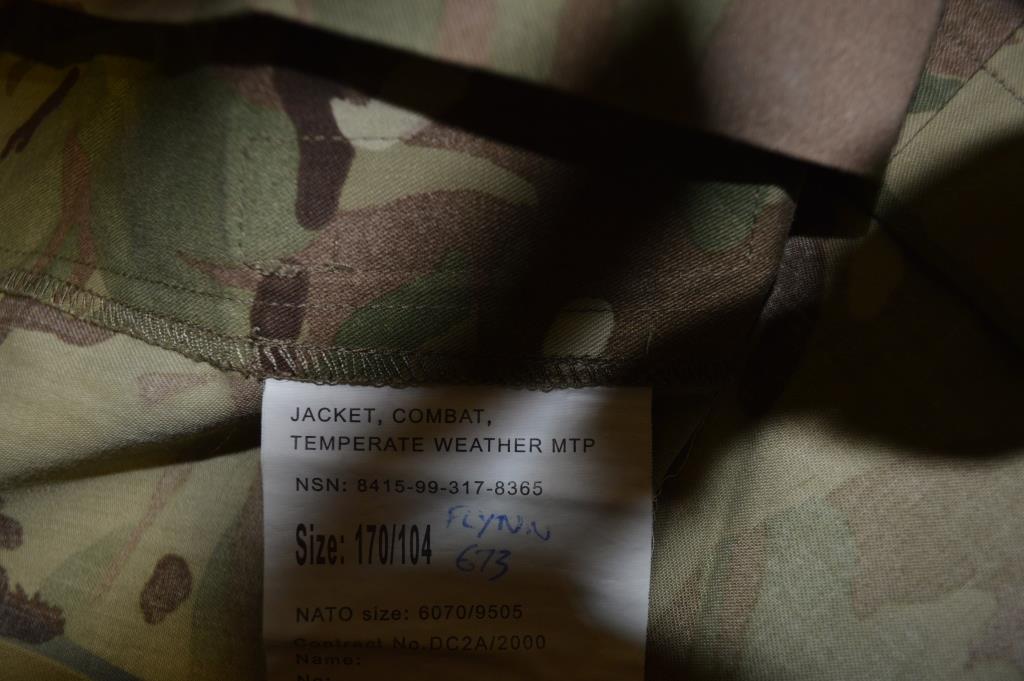 JACKET, COMBAT,
TEMPERATE WEATHER MTP
NSN: 8415-99-317-8365
Size: 170/104
FLYNN
673
NATO size: 6070/9505
Contract No.DC2A/2000
Name:
No: